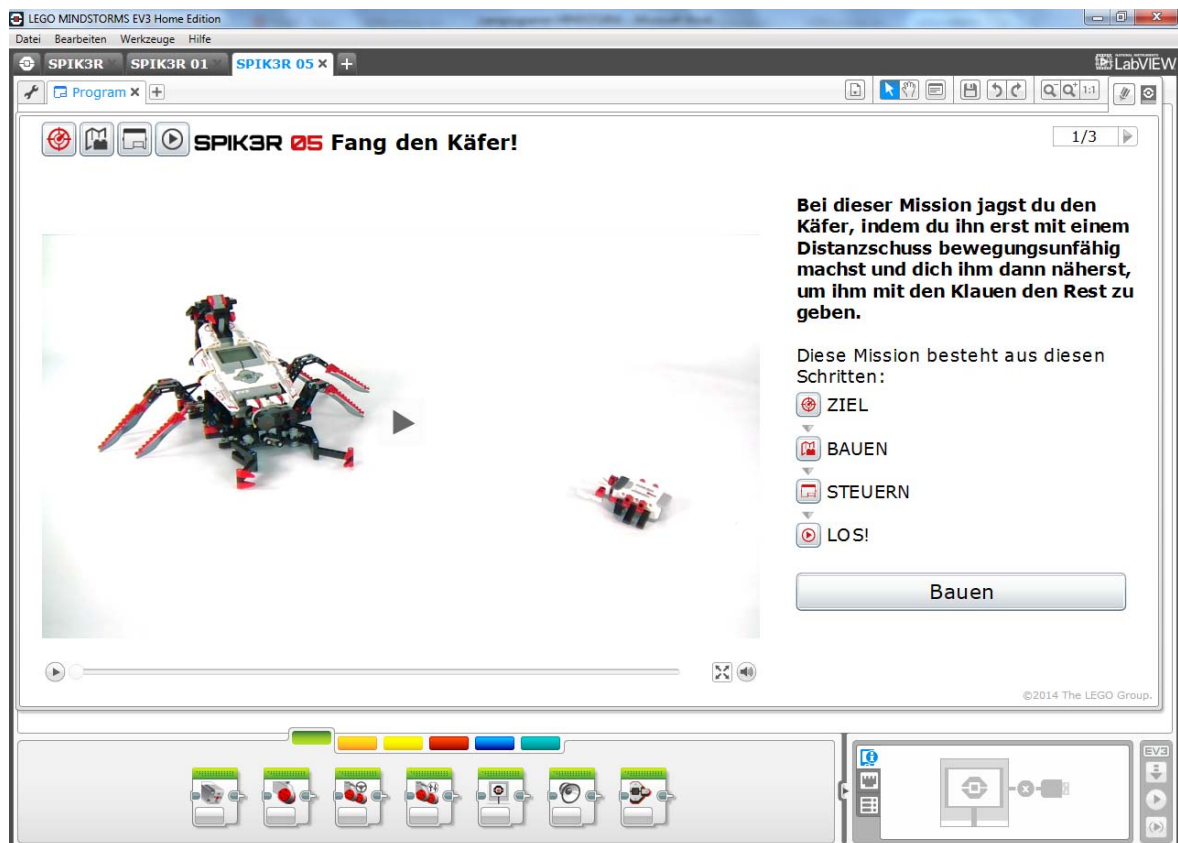 LEGO MINDSTORMS EV3 Home Edition
Datei Bearbeiten Werkzeuge Hilfe
SPIK3R SPIK3R 01 SPIK3R 05
LabVIEW
Program
1:1
SPIK3R 05 Fang den Käfer!
1/3
Bei dieser Mission jagst du den
Käfer, indem du ihn erst mit einem
Distanzschuss bewegungsunfähig
machst und dich ihm dann näherst,
um ihm mit den Klauen den Rest zu
geben.
Diese Mission besteht aus diesen
Schritten:
ZIEL
BAUEN
STEUERN
LOS!
Bauen
©2014 The LEGO Group.
EV3